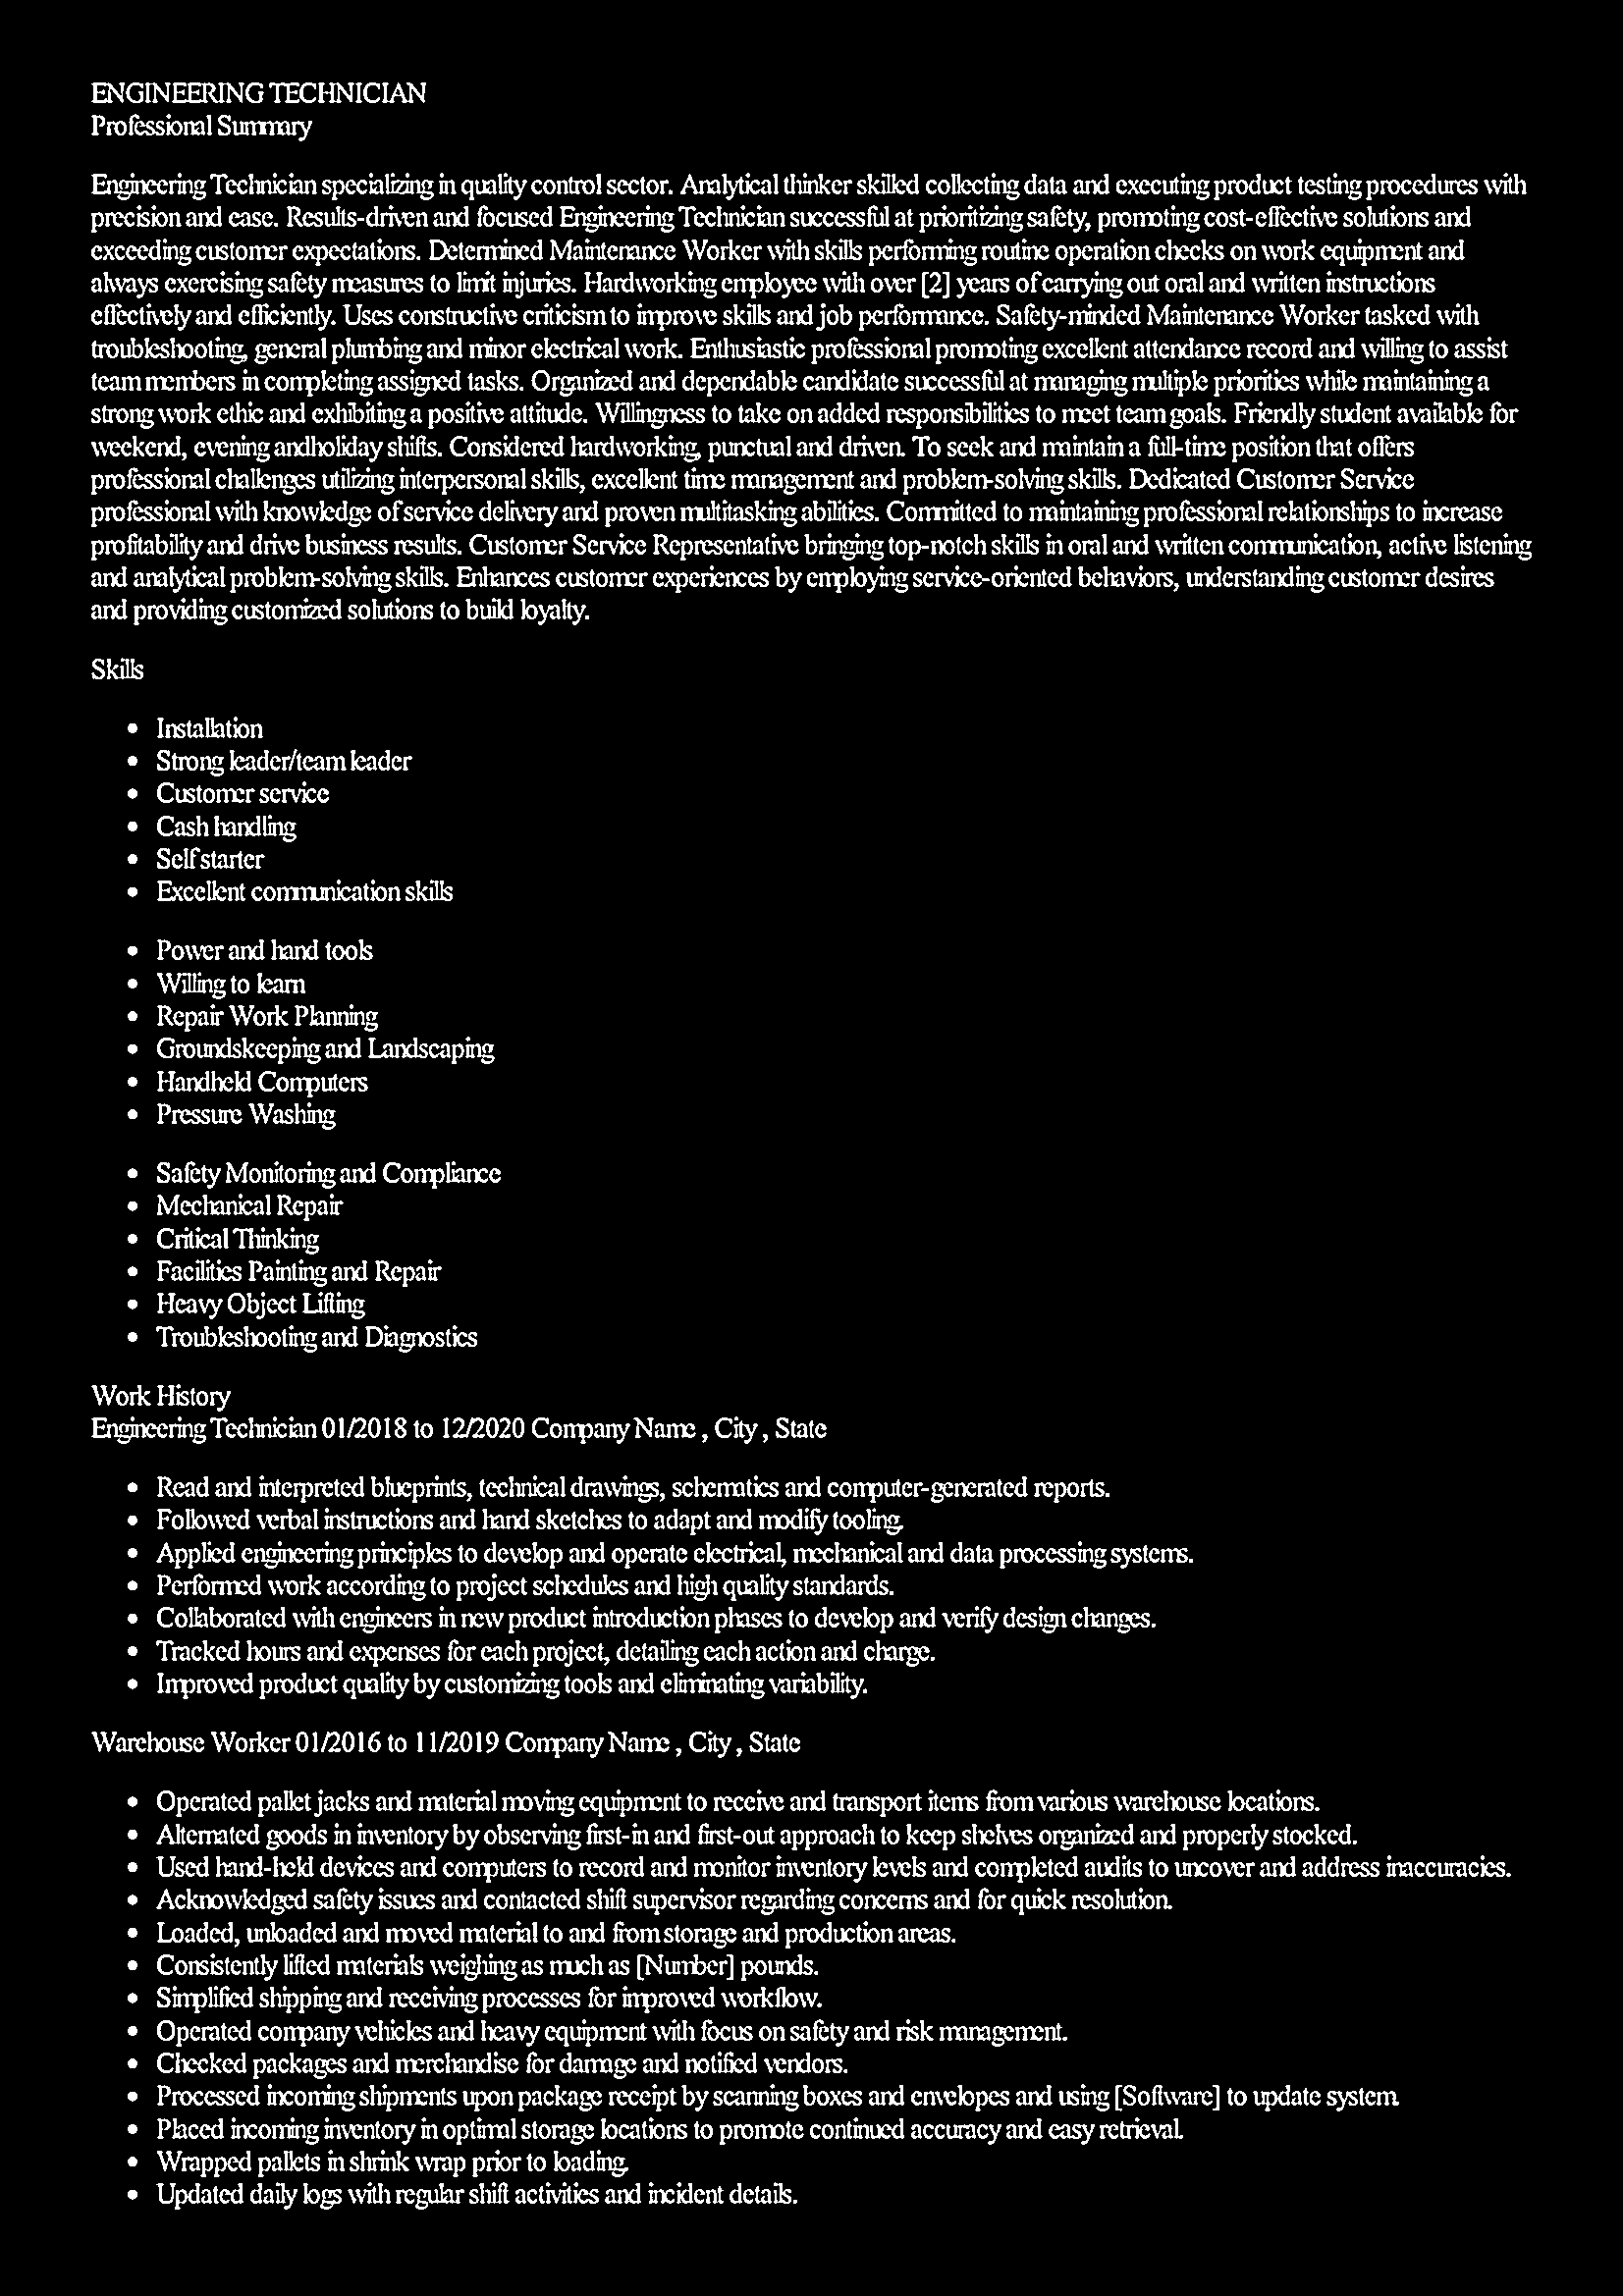 ENGINEERING TECHNICIAN
Professional Summary
Engineering Technician specializing in quality control sector. Analytical thinker skilled collecting data and executing product testing procedures with
precision and ease. Results-driven and focused Engineering Technician successful at prioritizing safety, promoting cost-effective solutions and
exceeding customer expectations. Determined Maintenance Worker with skills performing routine operation checks on work equipment and
always exercising safety measures to limit injuries. Hardworking employee with over [2] years of carrying out oral and written instructions
effectively and efficiently. Uses constructive criticism to improve skills and job performance. Safety-minded Maintenance Worker tasked with
troubleshooting, general plumbing and minor electrical work. Enthusiastic professional promoting excellent attendance record and willing to assist
team members in completing assigned tasks. Organized and dependable candidate successful at managing multiple priorities while maintaining a
strong work ethic and exhibiting a positive attitude. Willingness to take on added responsibilities to meet team goals. Friendly student available for
weekend, evening andholiday shifts. Considered hardworking, punctual and driven. To seek and maintain a full-time position that offers
professional challenges utilizing interpersonal skills, excellent time management and problem-solving skills. Dedicated Customer Service
professional with knowledge of service delivery and proven multitasking abilities. Committed to maintaining professional relationships to increase
profitability and drive business results. Customer Service Representative bringing top-notch skills in oral and written communication, active listening
and analytical problem-solving skills. Enhances customer experiences by employing service-oriented behaviors, understanding customer desires
and providing customized solutions to build loyalty.
Skills
• Installation
• Strong leader/team leader
• Customer service
• Cash handling
• Self starter
• Excellent communication skills
• Power and hand tools
• Willing to learn
• Repair Work Planning
• Groundskeeping and Landscaping
• Handheld Computers
• Pressure Washing
• Safety Monitoring and Compliance
• Mechanical Repair
• Critical Thinking
• Facilities Painting and Repair
• Heavy Object Lifting
• Troubleshooting and Diagnostics
Work History
Engineering Technician 01/2018 to 12/2020 Company Name , City , State
• Read and interpreted blueprints, technical drawings, schematics and computer-generated reports.
• Followed verbal instructions and hand sketches to adapt and modify tooling.
• Applied engineering principles to develop and operate electrical, mechanical and data processing systems.
• Performed work according to project schedules and high quality standards.
• Collaborated with engineers in new product introduction phases to develop and verify design changes.
• Tracked hours and expenses for each project, detailing each action and charge.
• Improved product quality by customizing tools and eliminating variability.
Warehouse Worker 01/2016 to 11/2019 Company Name , City , State
• Operated pallet jacks and material moving equipment to receive and transport items from various warehouse locations.
• Alternated goods in inventory by observing first-in and first-out approach to keep shelves organized and properly stocked.
• Used hand-held devices and computers to record and monitor inventory levels and completed audits to uncover and address inaccuracies.
• Acknowledged safety issues and contacted shift supervisor regarding concerns and for quick resolution.
• Loaded, unloaded and moved material to and from storage and production areas.
• Consistently lifted materials weighing as much as [Number] pounds.
• Simplified shipping and receiving processes for improved workflow.
• Operated company vehicles and heavy equipment with focus on safety and risk management.
• Checked packages and merchandise for damage and notified vendors.
• Processed incoming shipments upon package receipt by scanning boxes and envelopes and using [Software] to update system.
• Placed incoming inventory in optimal storage locations to promote continued accuracy and easy retrieval.
• Wrapped pallets in shrink wrap prior to loading.
• Updated daily logs with regular shift activities and incident details.